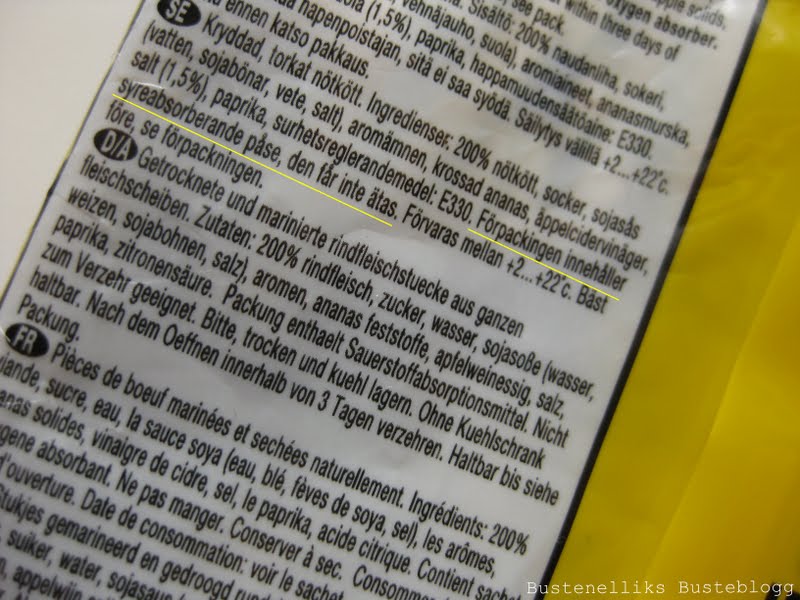 apple solids,
see pack. oxygen absorber.
within three days of
Sisältö: 200% naudanliha, sokeri,
vehnäjauho, suola), aromiaineet, ananasmurska,
(1,5%), paprika, happamuudensäätöaine: E330.
hapenpoistajan, sitä ei saa syödä. Säilytys välillä +2...+22°c.
ennen katso pakkaus.
SE Kryddad, torkat nötkött. Ingredienser: 200% nötkött, socker, sojasås
(vatten, sojabönar, vete, salt), aromämnen, krossad ananas, äppelcidervinäger,
salt (1,5%), paprika, surhetsreglerandemedel: E330. Förpackingen innehåller
syreabsorberande påse, den får inte ätas. Förvaras mellan +2...+22°c. Bäst
före, se förpackningen.
D/A Getrocknete und marinierte rindfleischstuecke aus ganzen
fleischscheiben. Zutaten: 200% rindfleisch, zucker, wasser, sojasoße (wasser,
weizen, sojabohnen, salz), aromen, ananas feststoffe, apfelweinessig, salz,
paprika, zitronensäure. Packung enthaelt Sauerstoffabsorptionsmittel. Nicht
zum Verzehr geeignet. Bitte, trocken und kuehl lagern. Ohne Kuehlschrank
haltbar. Nach dem Oeffnen innerhalb von 3 Tagen verzehren. Haltbar bis siehe
Packung.
FR Pièces de boeuf marinées et sechées naturellement. Ingrédients: 200%
viande, sucre, eau, la sauce soya (eau, blé, fèves de soya, sel), les arômes,
ananas solides, vinaigre de cidre, sel, le paprika, acide citrique. Contient sachet
absorbant. Ne pas manger. Conserver à sec.
d'ouverture. Date de consommation: voir le sachet.
Stukjes gemarineerd en gedroogd
suiker, water,
Bustenelliks Busteblogg